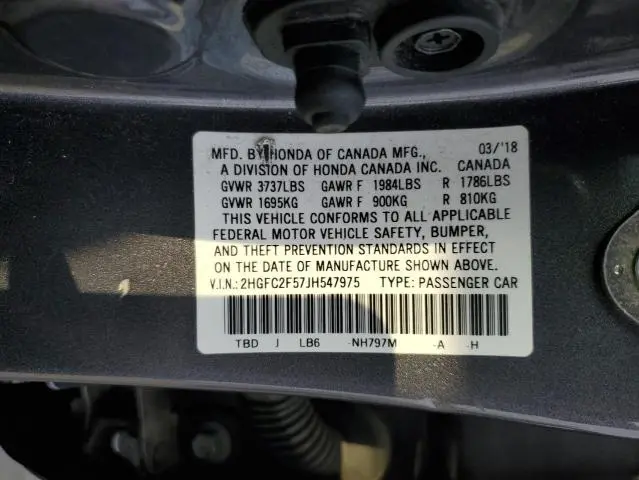 MFD. BY HONDA OF CANADA MFG., 03/'18
A DIVISION OF HONDA CANADA INC. CANADA
GVWR 3737LBS GAWR F 1984LBS R 1786LBS
GVWR 1695KG GAWR F 900KG R 810KG
THIS VEHICLE CONFORMS TO ALL APPLICABLE
FEDERAL MOTOR VEHICLE SAFETY, BUMPER,
AND THEFT PREVENTION STANDARDS IN EFFECT
ON THE DATE OF MANUFACTURE SHOWN ABOVE.
V.I.N.: 2HGFC2F57JH547975 TYPE: PASSENGER CAR
TBD J LB6 -NH797M -A -H